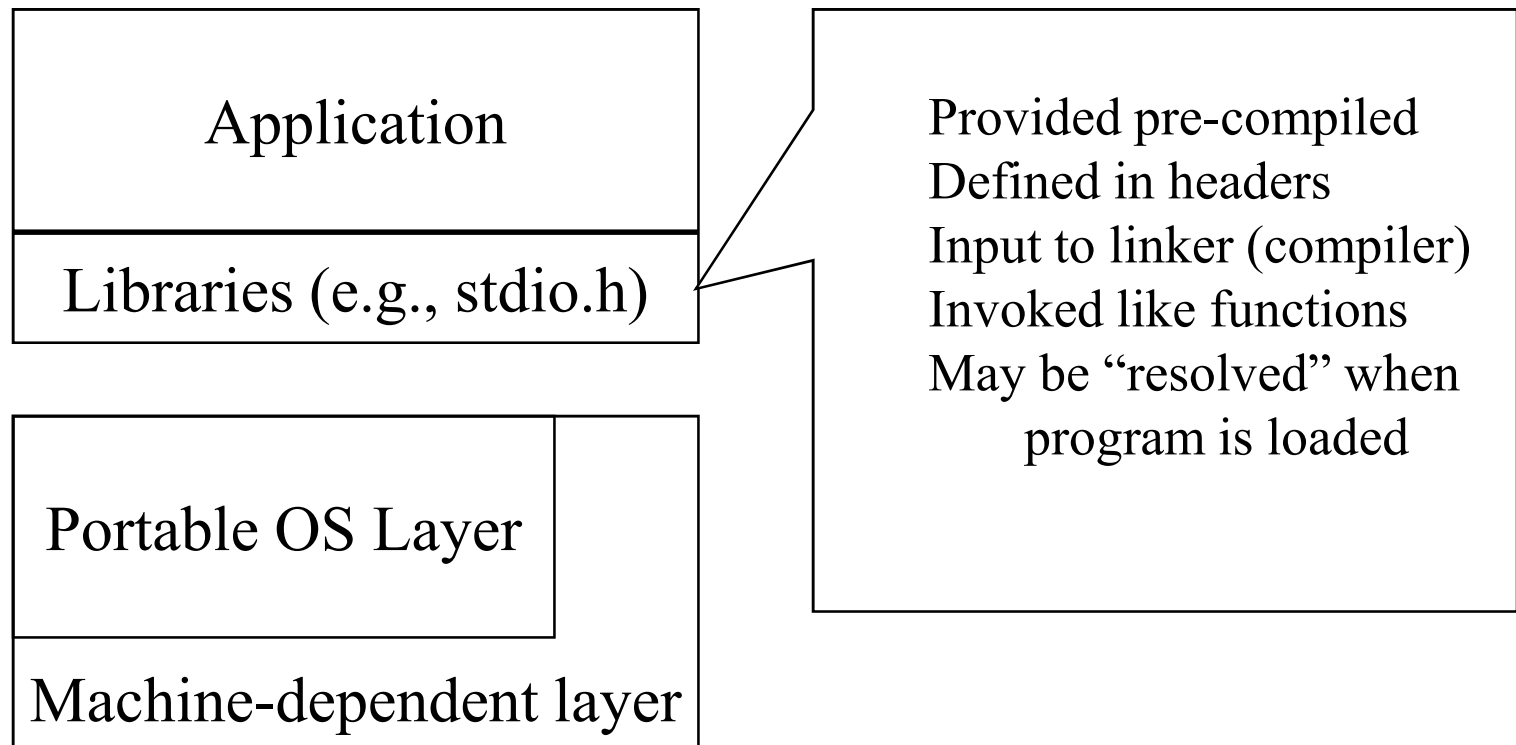 Application
Libraries (e.g., stdio.h)
Portable OS Layer
Machine-dependent layer
Provided pre-compiled
Defined in headers
Input to linker (compiler)
Invoked like functions
May be “resolved” when
program is loaded